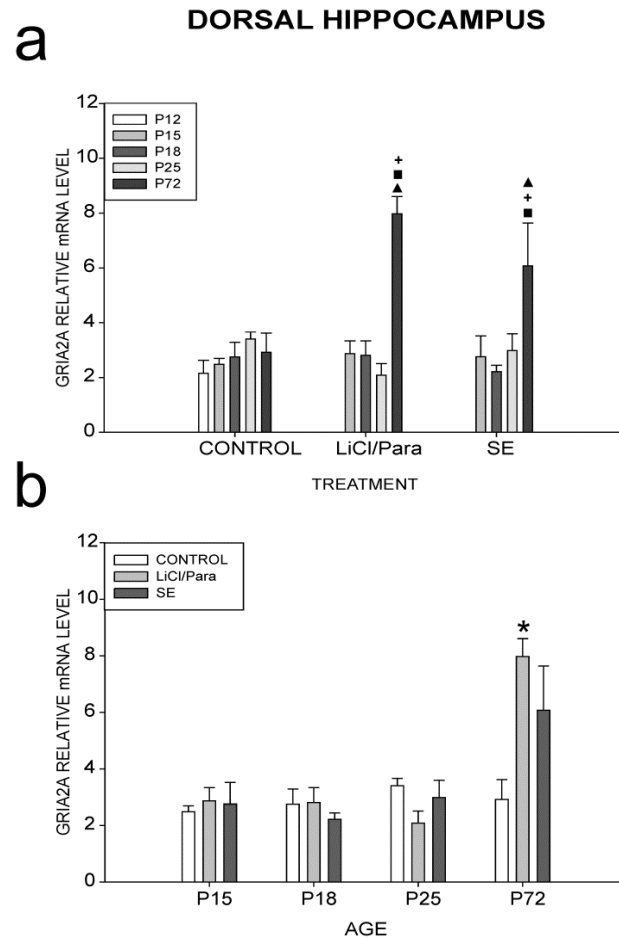 DORSAL HIPPOCAMPUS
a
12
10
8
6
4
2
0
GRIA2A RELATIVE mRNA LEVEL
P12
P15
P18
P25
P72
+
■
▲
▲
+
■
CONTROL LiCl/Para SE
TREATMENT
b
12
10
8
6
4
2
0
GRIA2A RELATIVE mRNA LEVEL
CONTROL
LiCl/Para
SE
*
P15 P18 P25 P72
AGE